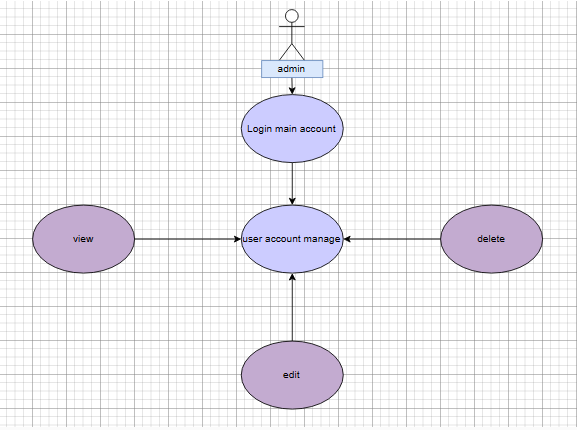 admin
Login main account
view
user account manage
delete
edit